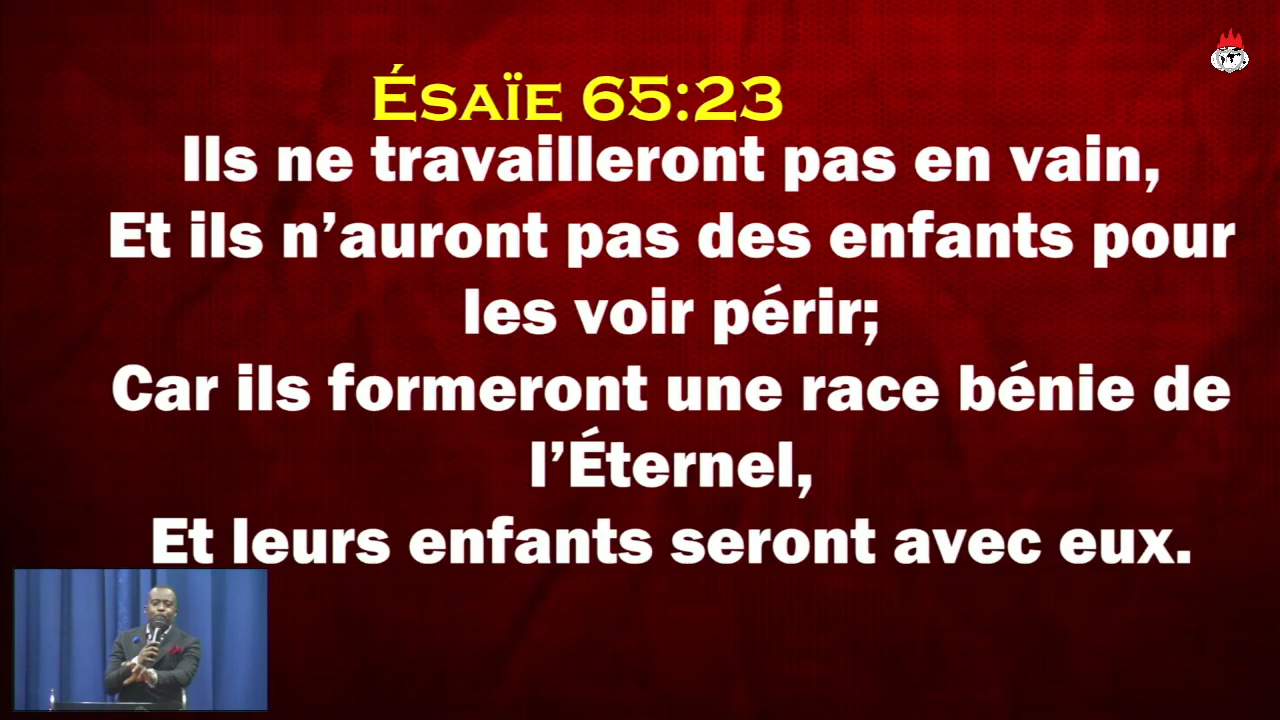 Ésaïe 65:23
Ils ne travailleront pas en vain,
Et ils n’auront pas des enfants pour
les voir périr;
Car ils formeront une race bénie de
l’Éternel,
Et leurs enfants seront avec eux.